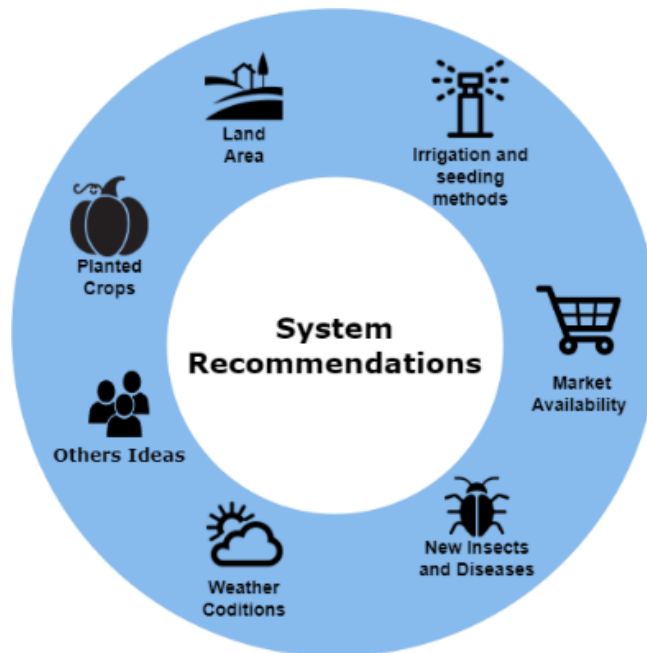 Land
Area
Irrigation and
seeding
methods
Planted
Crops
System
Recommendations
Market
Availability
Others Ideas
New Insects
and Diseases
Weather
Coditions